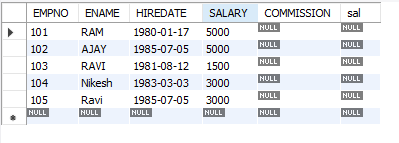 EMPNO ENAME HIREDATE SALARY COMMISSION sal
101 RAM 1980-01-17 5000 NULL NULL
102 AJAY 1985-07-05 5000 NULL NULL
103 RAVI 1981-08-12 1500 NULL NULL
104 Nikesh 1983-03-03 3000 NULL NULL
105 Ravi 1985-07-05 3000 NULL NULL
NULL NULL NULL NULL NULL NULL